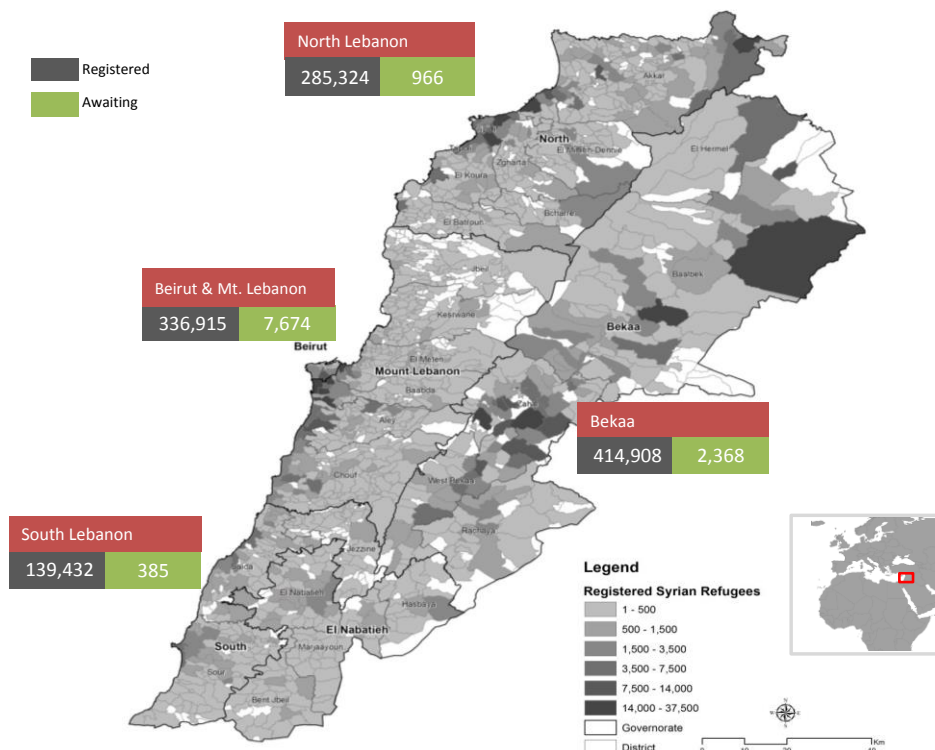 North Lebanon
285,324 966
Registered
Awaiting
Akkar
North
El Hermel
Zgharta
El Koura
Bcharre
El Batroun
Jbeil
Baalbek
Beirut & Mt. Lebanon
336,915 7,674
Kesrwane
Bekaa
Beirut
El Meten
Mount Lebanon
Baabda
Zahle
Aley
Bekaa
414,908 2,368
Chouf
West Bekaa
South Lebanon
139,432 385
Rachaya
Jezzine
Saida
El Nabatieh
Hasbaya
El Nabatieh
South
Marjaayoun
Sour
Bent Jbeil
Legend
Registered Syrian Refugees
1 - 500
500 - 1,500
1,500 - 3,500
3,500 - 7,500
7,500 - 14,000
14,000 - 37,500
Governorate
District
N
Km
0 10 20 40